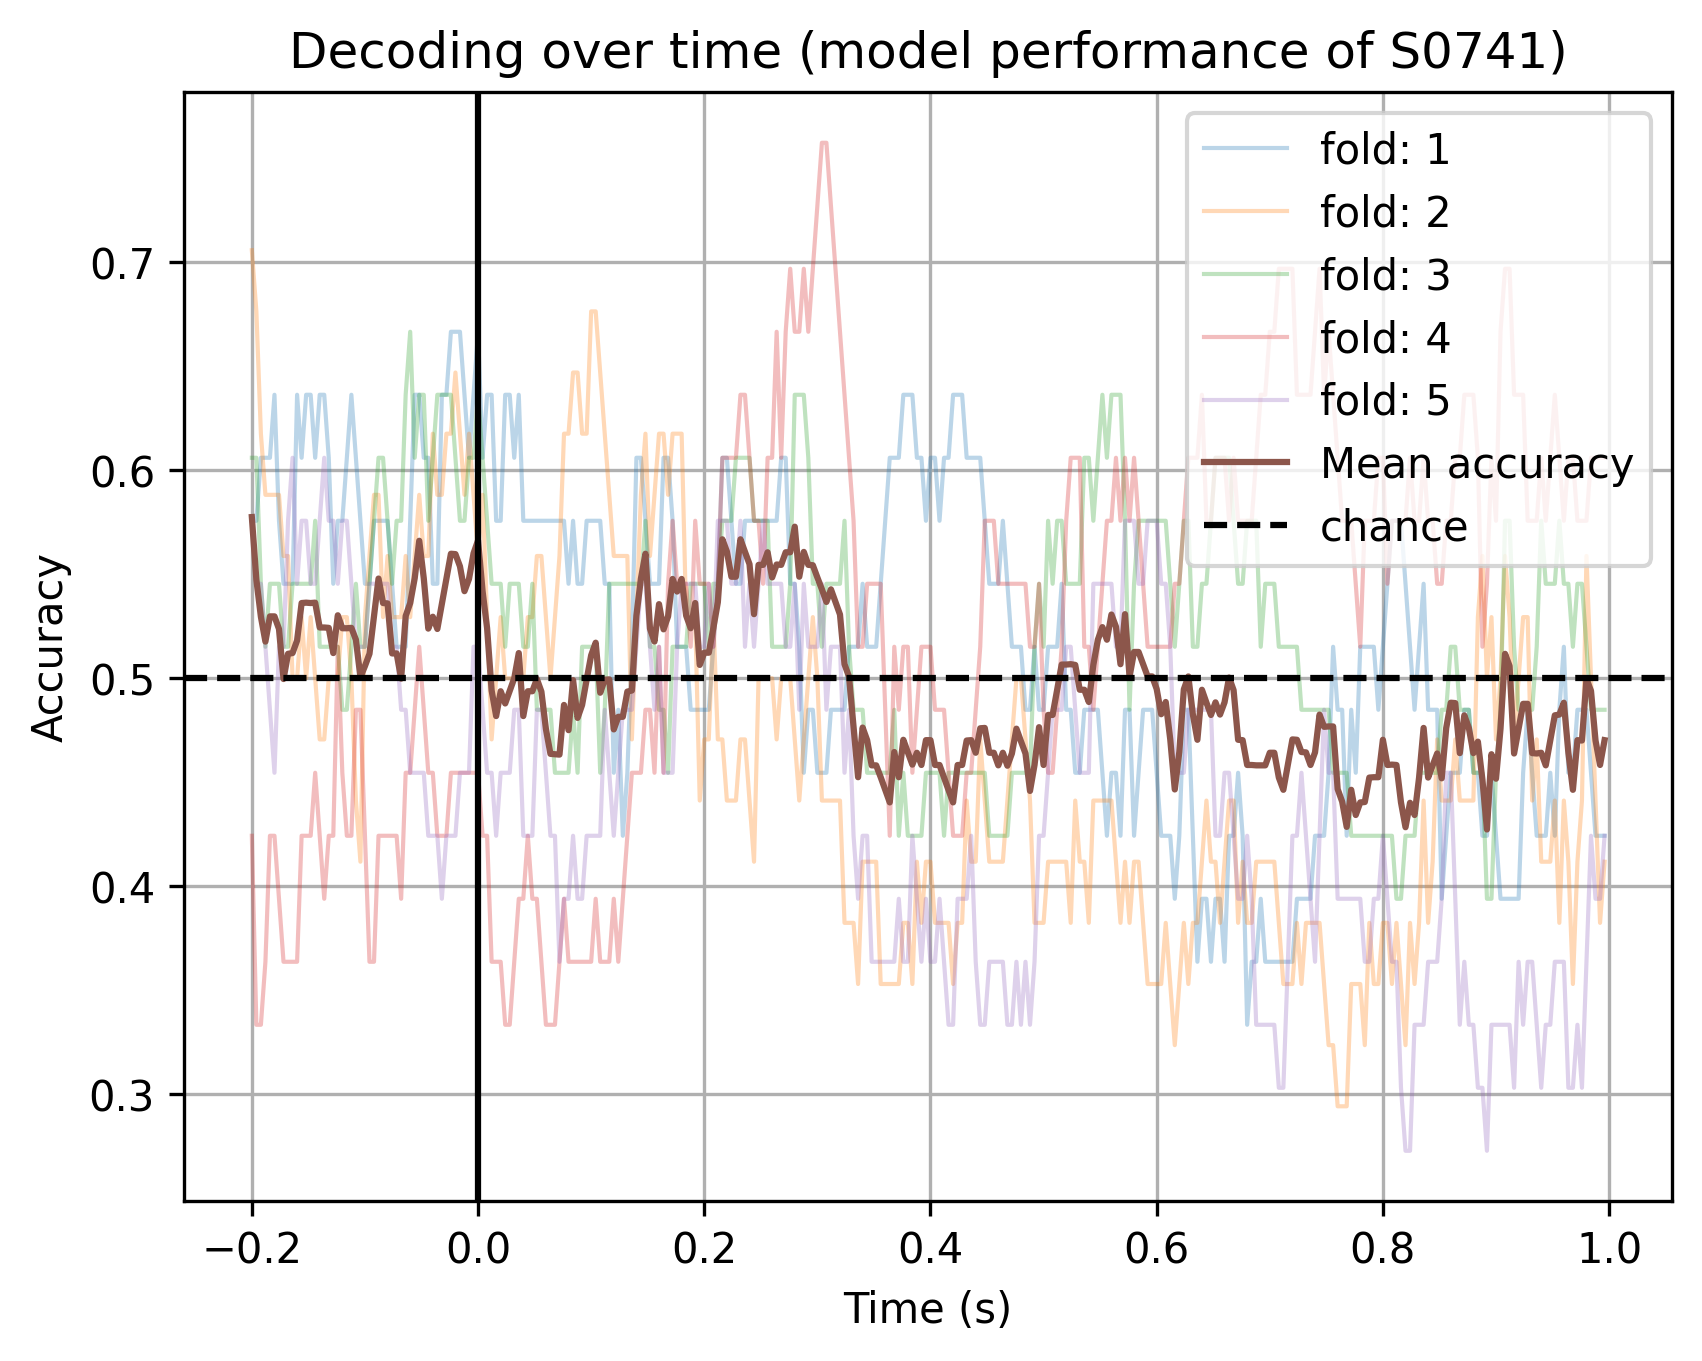 Decoding over time (model performance of S0741)
fold: 1
fold: 2
fold: 3
fold: 4
fold: 5
Mean accuracy
chance
Accuracy
0.7
0.6
0.5
0.4
0.3
−0.2 0.0 0.2 0.4 0.6 0.8 1.0
Time (s)